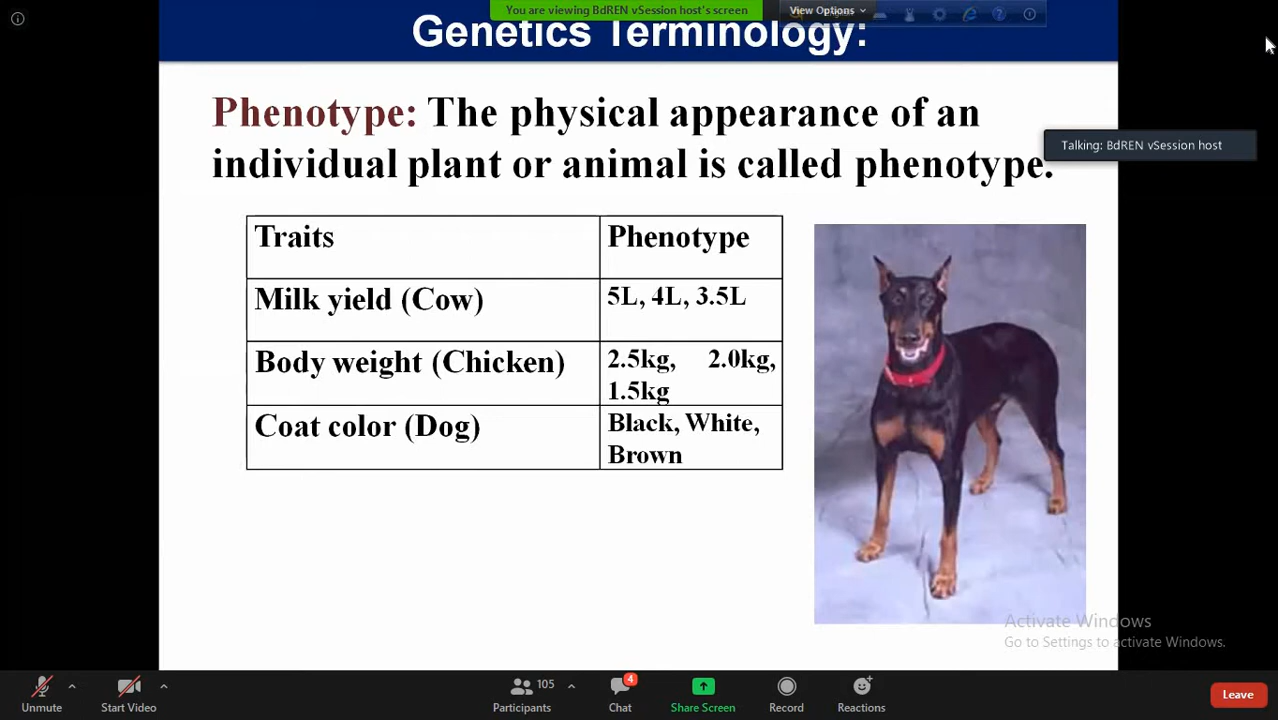 You are viewing BdREN vSession host's screen
View Options
Genetics Terminology:
Phenotype: The physical appearance of an
individual plant or animal is called phenotype.
Talking: BdREN vSession host
Traits
Phenotype
Milk yield (Cow)
5L, 4L, 3.5L
Body weight (Chicken)
2.5kg, 2.0kg,
1.5kg
Coat color (Dog)
Black, White,
Brown
Activate Windows
Go to Settings to activate Windows.
Unmute
Start Video
105
Participants
4
Chat
Share Screen
Record
Reactions
Leave